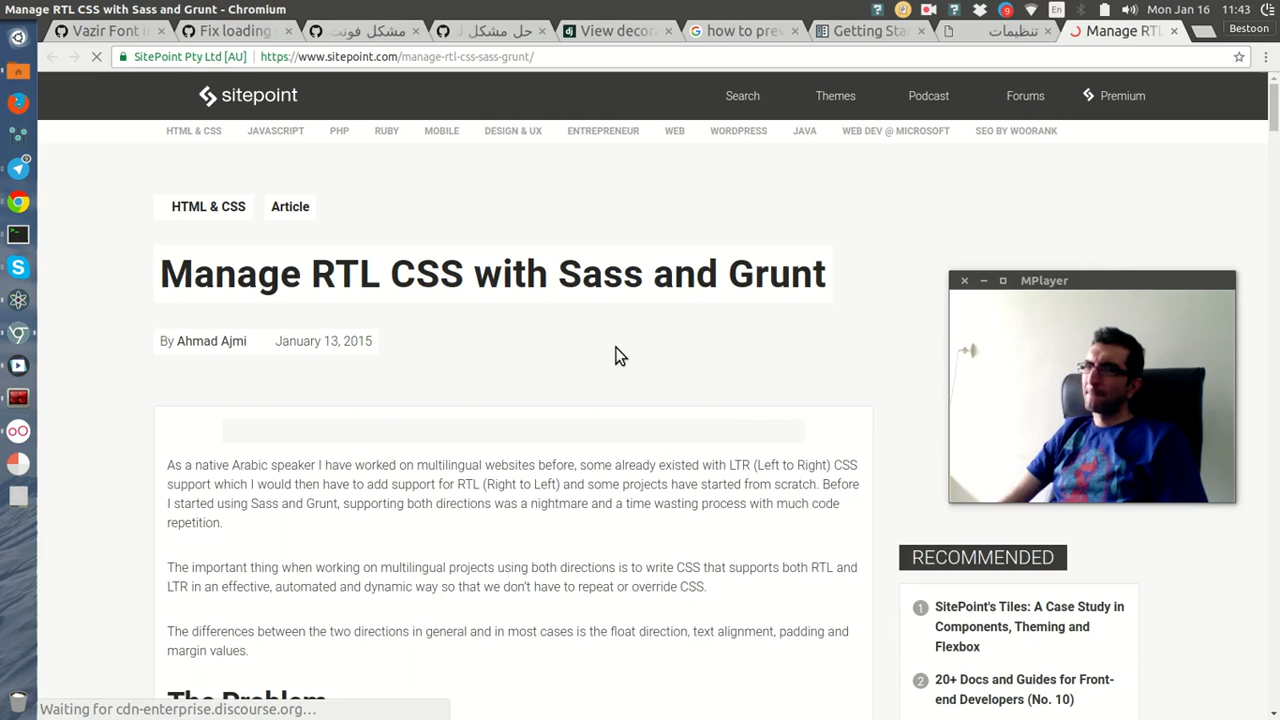 Manage RTL CSS with Sass and Grunt - Chromium
9
En
Mon Jan 16
11:43
Vazir Font in
Fix loading
مشکل فونت
حل مشکل
View decor
how to pre
Getting Sta
تنظیمات
Manage RT
Bestoon
SitePoint Pty Ltd [AU]
https://www.sitepoint.com/manage-rtl-css-sass-grunt/
sitepoint
Search
Themes
Podcast
Forums
Premium
HTML & CSS
JAVASCRIPT
PHP
RUBY
MOBILE
DESIGN & UX
ENTREPRENEUR
WEB
WORDPRESS
JAVA
WEB DEV @ MICROSOFT
SEO BY WOORANK
HTML & CSS
Article
Manage RTL CSS with Sass and Grunt
By Ahmad Ajmi
January 13, 2015
MPlayer
As a native Arabic speaker I have worked on multilingual websites before, some already existed with LTR (Left to Right) CSS
support which I would then have to add support for RTL (Right to Left) and some projects have started from scratch. Before
I started using Sass and Grunt, supporting both directions was a nightmare and a time wasting process with much code
repetition.
The important thing when working on multilingual projects using both directions is to write CSS that supports both RTL and
LTR in an effective, automated and dynamic way so that we don't have to repeat or override CSS.
The differences between the two directions in general and in most cases is the float direction, text alignment, padding and
margin values.
The Problem
RECOMMENDED
1 SitePoint's Tiles: A Case Study in
Components, Theming and
Flexbox
2 20+ Docs and Guides for Front-
end Developers (No. 10)
Waiting for cdn-enterprise.discourse.org...